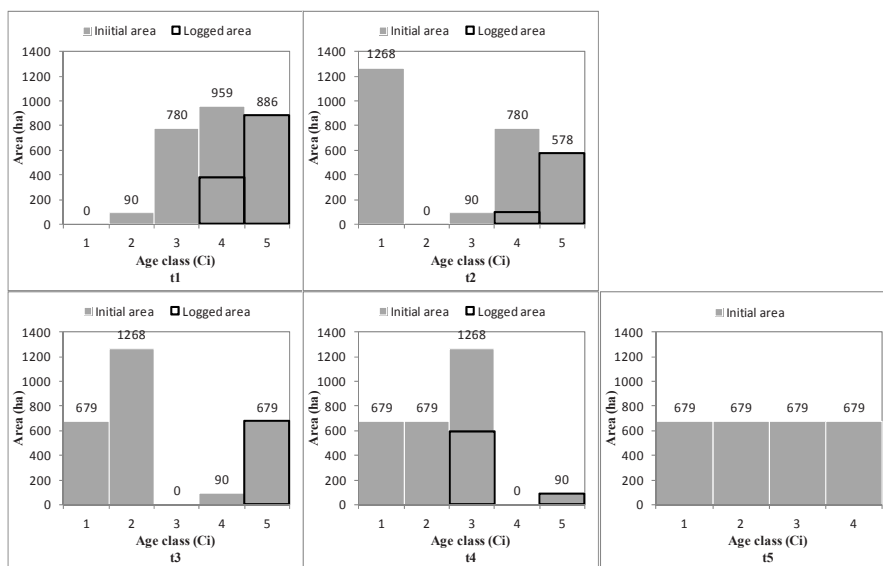 Iniitial area Logged area
Area (ha)
1400
1200
1000
800
600
400
200
0
0 90 780 959 886
1 2 3 4 5
Age class (Ci)
t1
Iniitial area Logged area
Area (ha)
1400
1200
1000
800
600
400
200
0
1268 0 90 780 578
1 2 3 4 5
Age class (Ci)
t2
Initial area Logged area
Area (ha)
1400
1200
1000
800
600
400
200
0
679 1268 0 90 679
1 2 3 4 5
Age class (Ci)
t3
Initial area Logged area
Area (ha)
1400
1200
1000
800
600
400
200
0
679 679 1268 0 90
1 2 3 4 5
Age class (Ci)
t4
Initial area
Area (ha)
1400
1200
1000
800
600
400
200
0
679 679 679 679
1 2 3 4
Age class (Ci)
t5